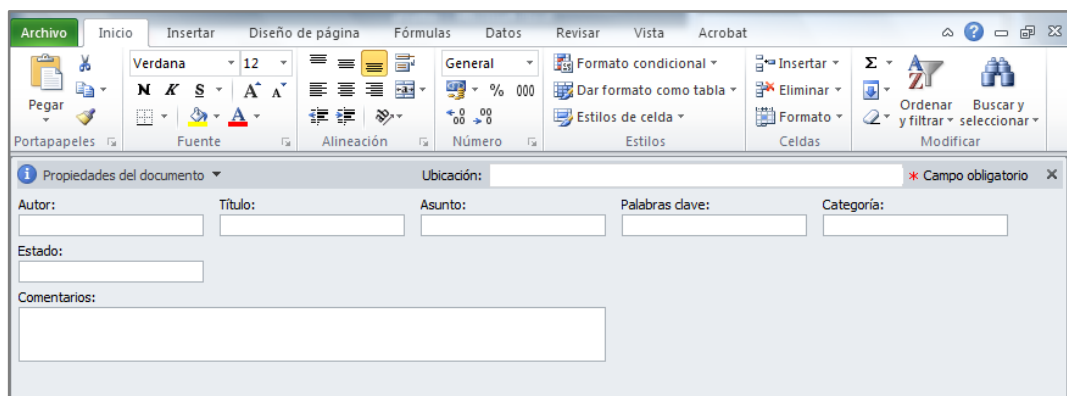 Archivo Inicio Insertar Diseño de página Fórmulas Datos Revisar Vista Acrobat
Verdana 12 General Formato condicional Insertar Σ
Pegar N K S A A % 000 Dar formato como tabla Eliminar Ordenar y filtrar Buscar y seleccionar
A Estilos de celda Formato
Portapapeles Fuente Alineación Número Estilos Celdas Modificar
Propiedades del documento Ubicación: * Campo obligatorio
Autor: Título: Asunto: Palabras clave: Categoría:
Estado:
Comentarios: